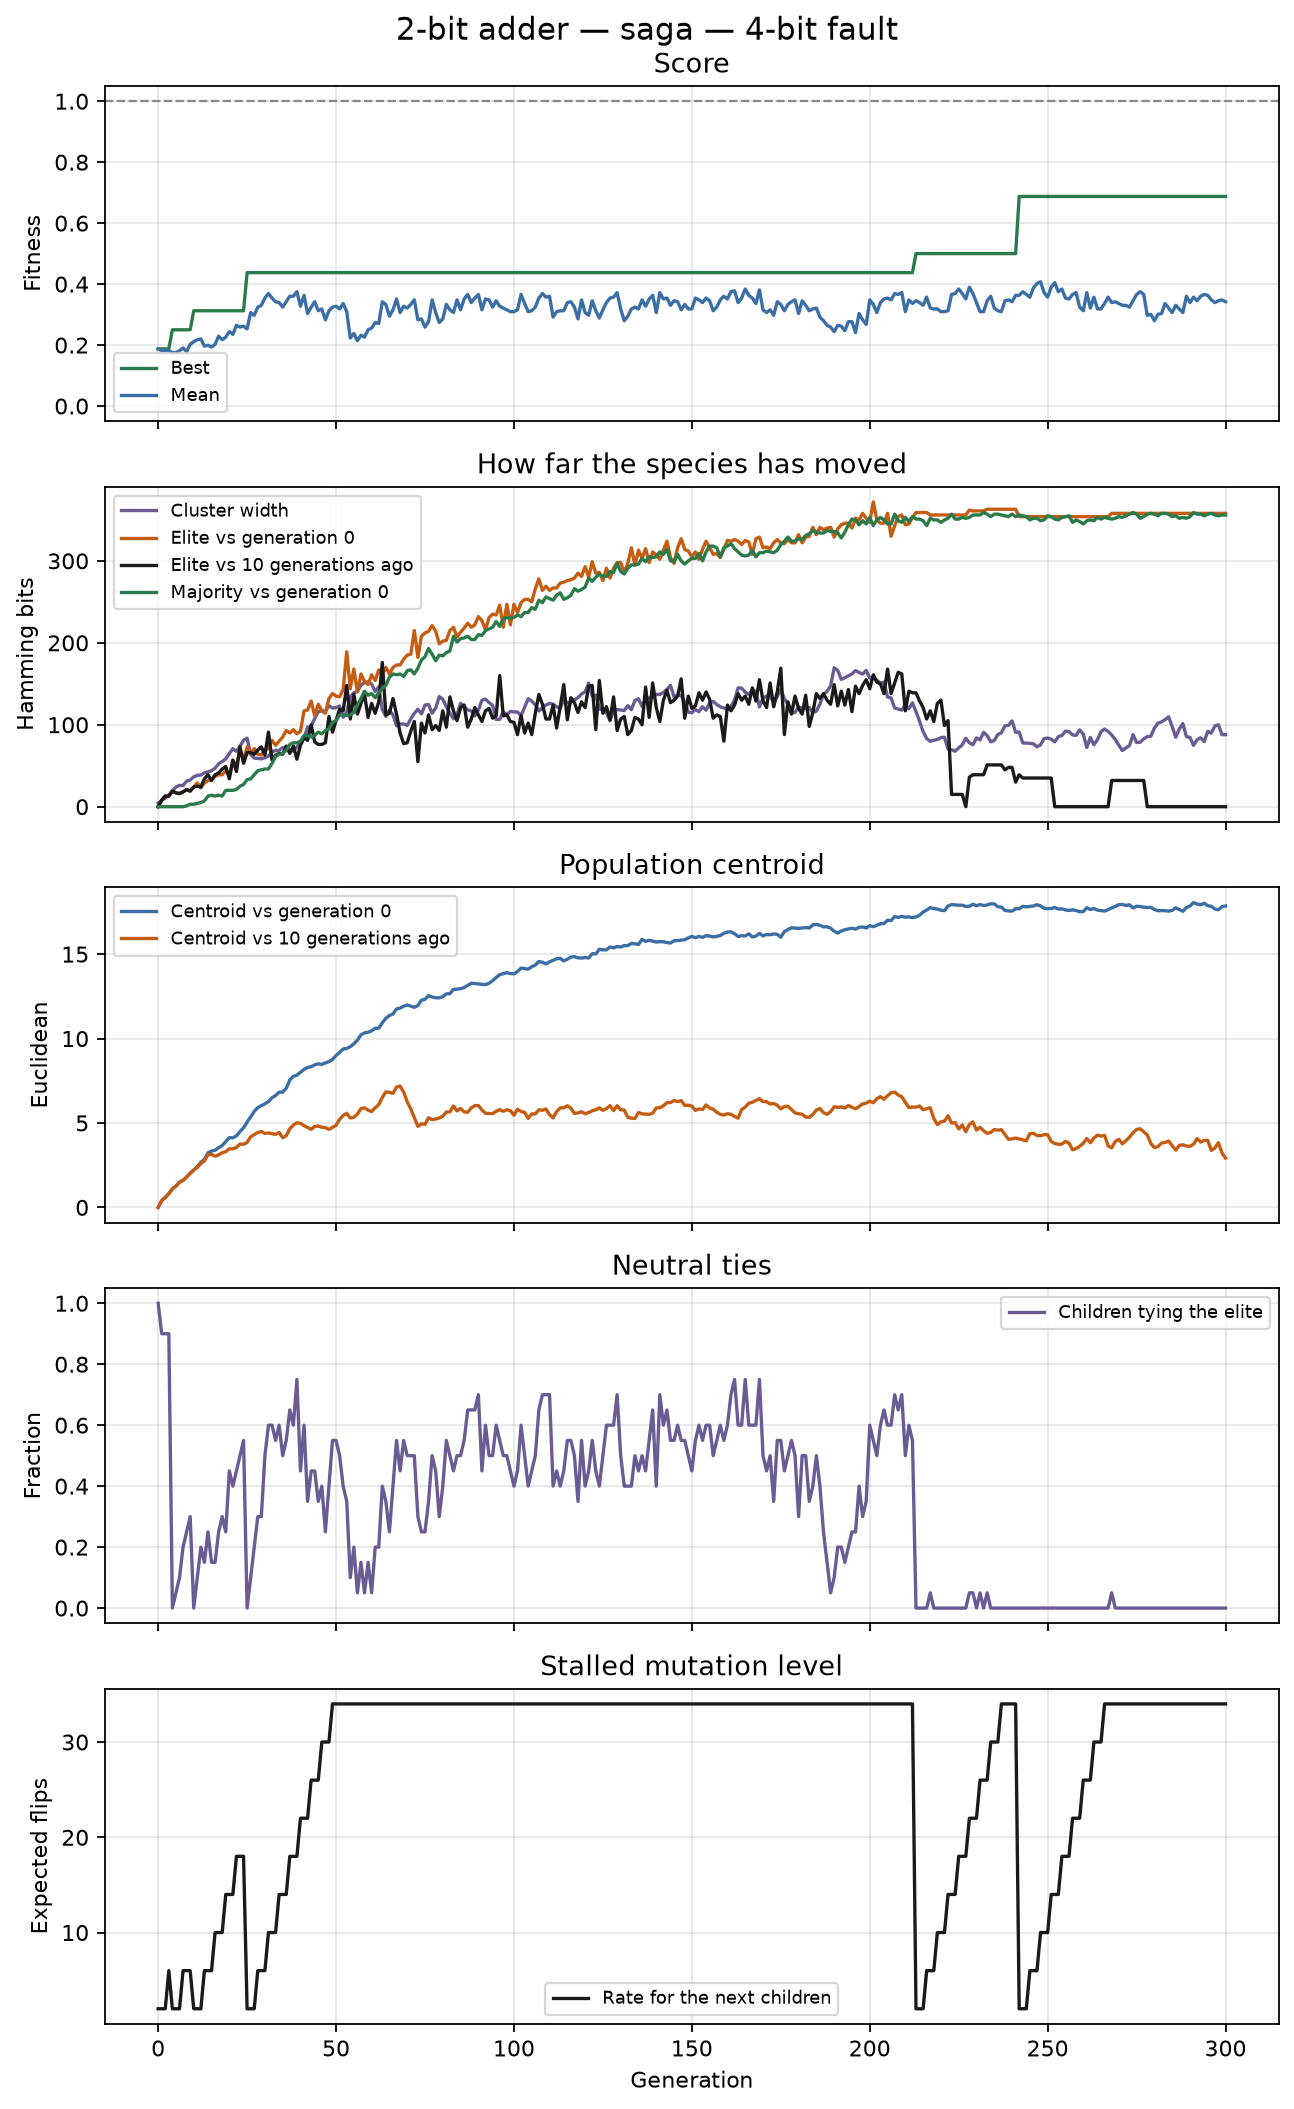 2-bit adder — saga — 4-bit fault
Score
1.0
0.8
0.6
0.4
0.2
0.0
Fitness
Best
Mean
How far the species has moved
300
200
100
0
Hamming bits
Cluster width
Elite vs generation 0
Elite vs 10 generations ago
Majority vs generation 0
Population centroid
15
10
5
0
Euclidean
Centroid vs generation 0
Centroid vs 10 generations ago
Neutral ties
1.0
0.8
0.6
0.4
0.2
0.0
Fraction
Children tying the elite
Stalled mutation level
30
20
10
Expected flips
Rate for the next children
0 50 100 150 200 250 300
Generation